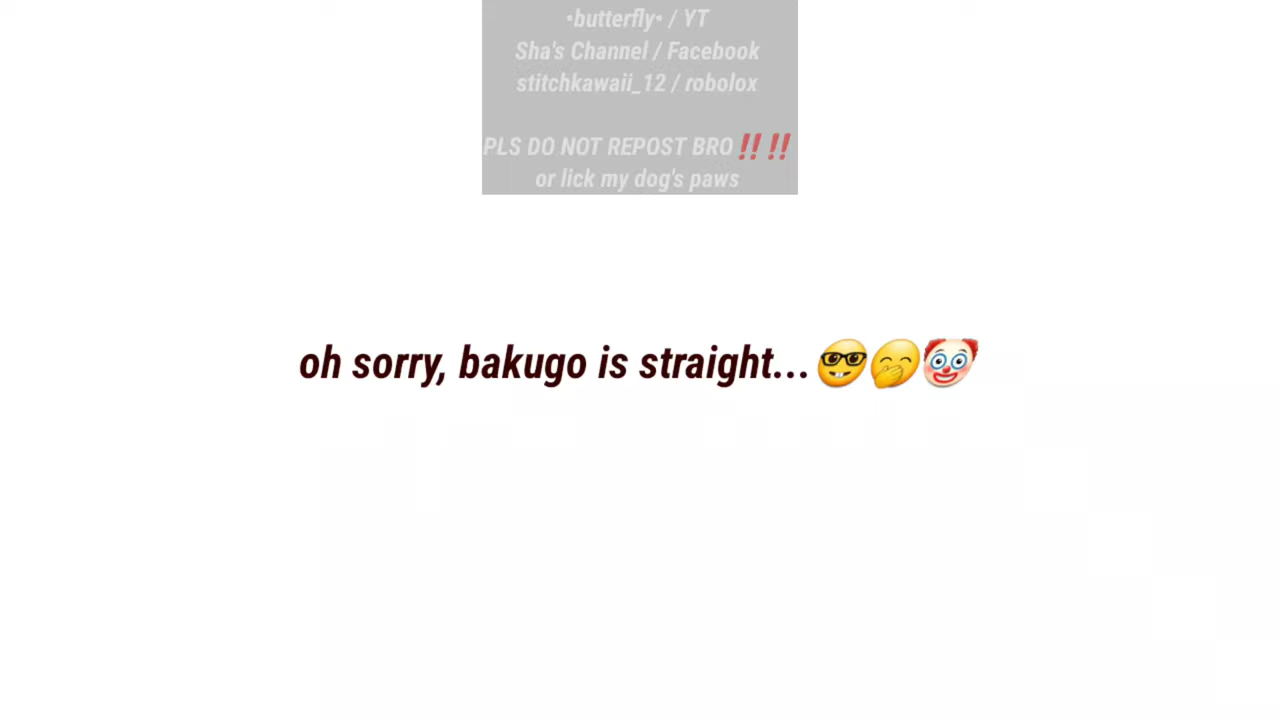 •butterfly• / YT
Sha's Channel / Facebook
stitchkawaii_12 / robolox
PLS DO NOT REPOST BRO‼️‼️
or lick my dog's paws
oh sorry, bakugo is straight...🤓🤭🤡